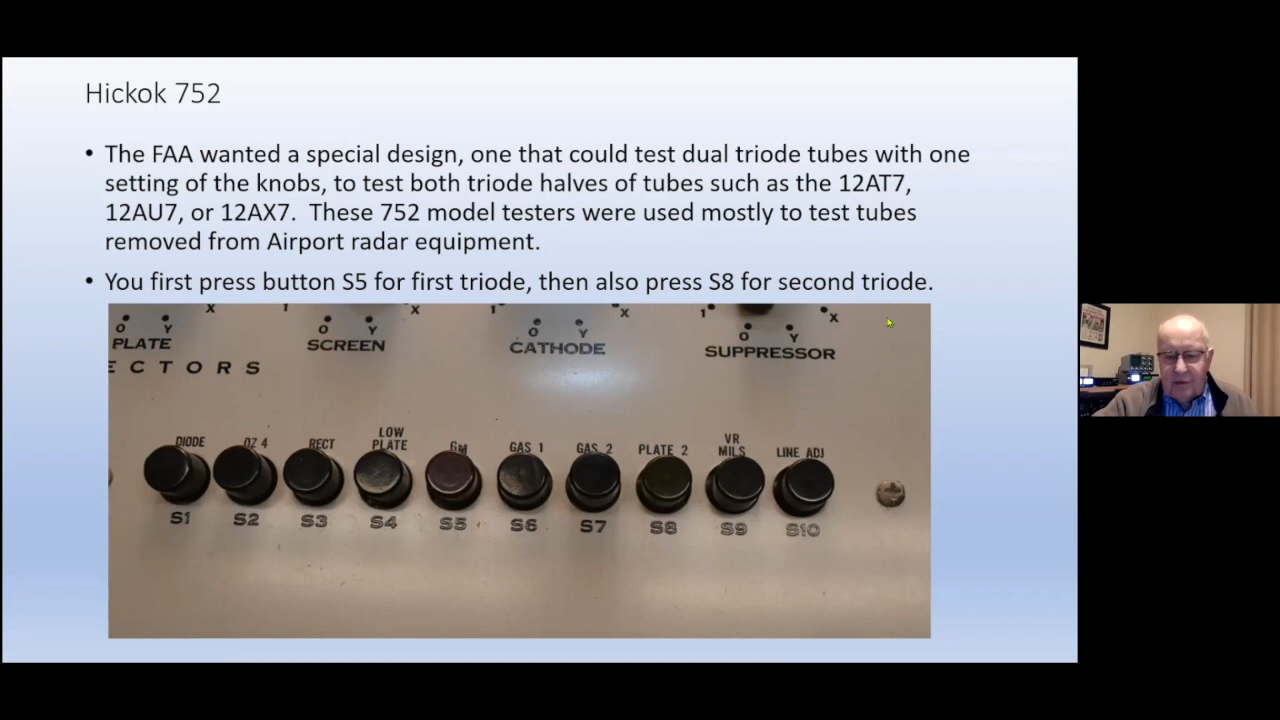 Hickok 752
• The FAA wanted a special design, one that could test dual triode tubes with one
setting of the knobs, to test both triode halves of tubes such as the 12AT7,
12AU7, or 12AX7.  These 752 model testers were used mostly to test tubes
removed from Airport radar equipment.
• You first press button S5 for first triode, then also press S8 for second triode.
X 1 X 1 X 1 X
O Y O Y O Y O Y
PLATE SCREEN CATHODE SUPPRESSOR
ECTORS
DIODE OZ 4 RECT LOW PLATE GM GAS 1 GAS 2 PLATE 2 VR MILS LINE ADJ
S1 S2 S3 S4 S5 S6 S7 S8 S9 S10